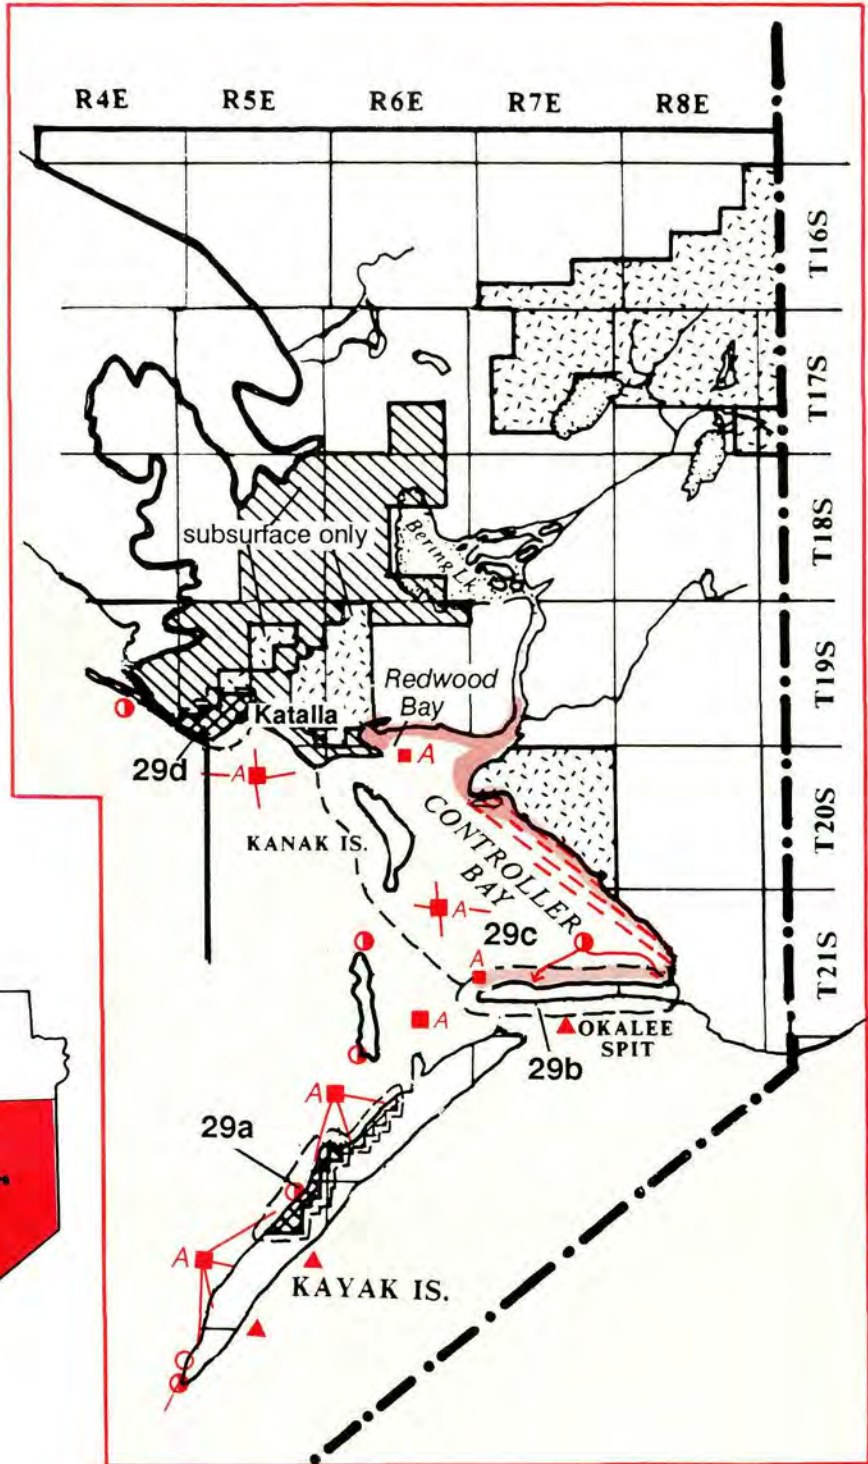 R4E R5E R6E R7E R8E
T16S
T17S
subsurface only
Bering Lk.
T18S
T19S
Redwood
Bay
Katalla
29d
A
A
KANAK IS.
CONTROLLER
BAY
T20S
A
29c
A
T21S
A
OKALEE
SPIT
29b
A
29a
A
KAYAK IS.